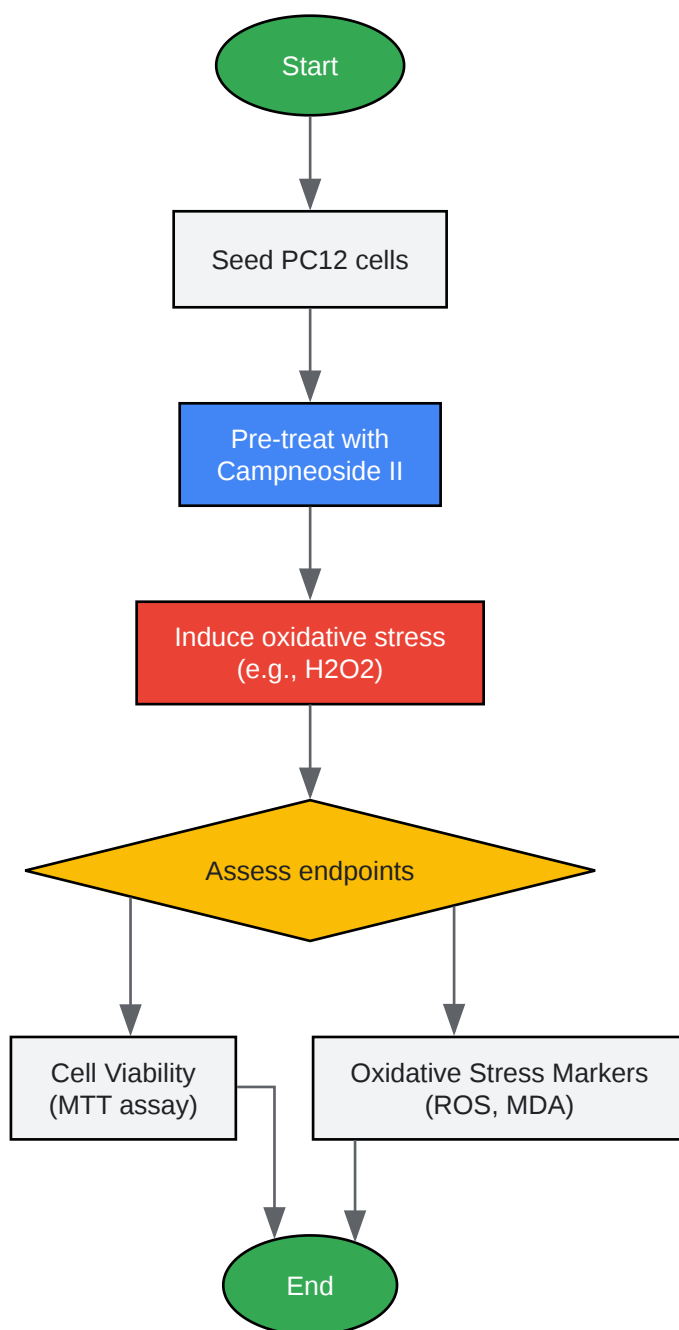 Start
Seed PC12 cells
Pre-treat with
Campneoside II
Induce oxidative stress
(e.g., H2O2)
Assess endpoints
Cell Viability
(MTT assay)
Oxidative Stress Markers
(ROS, MDA)
End